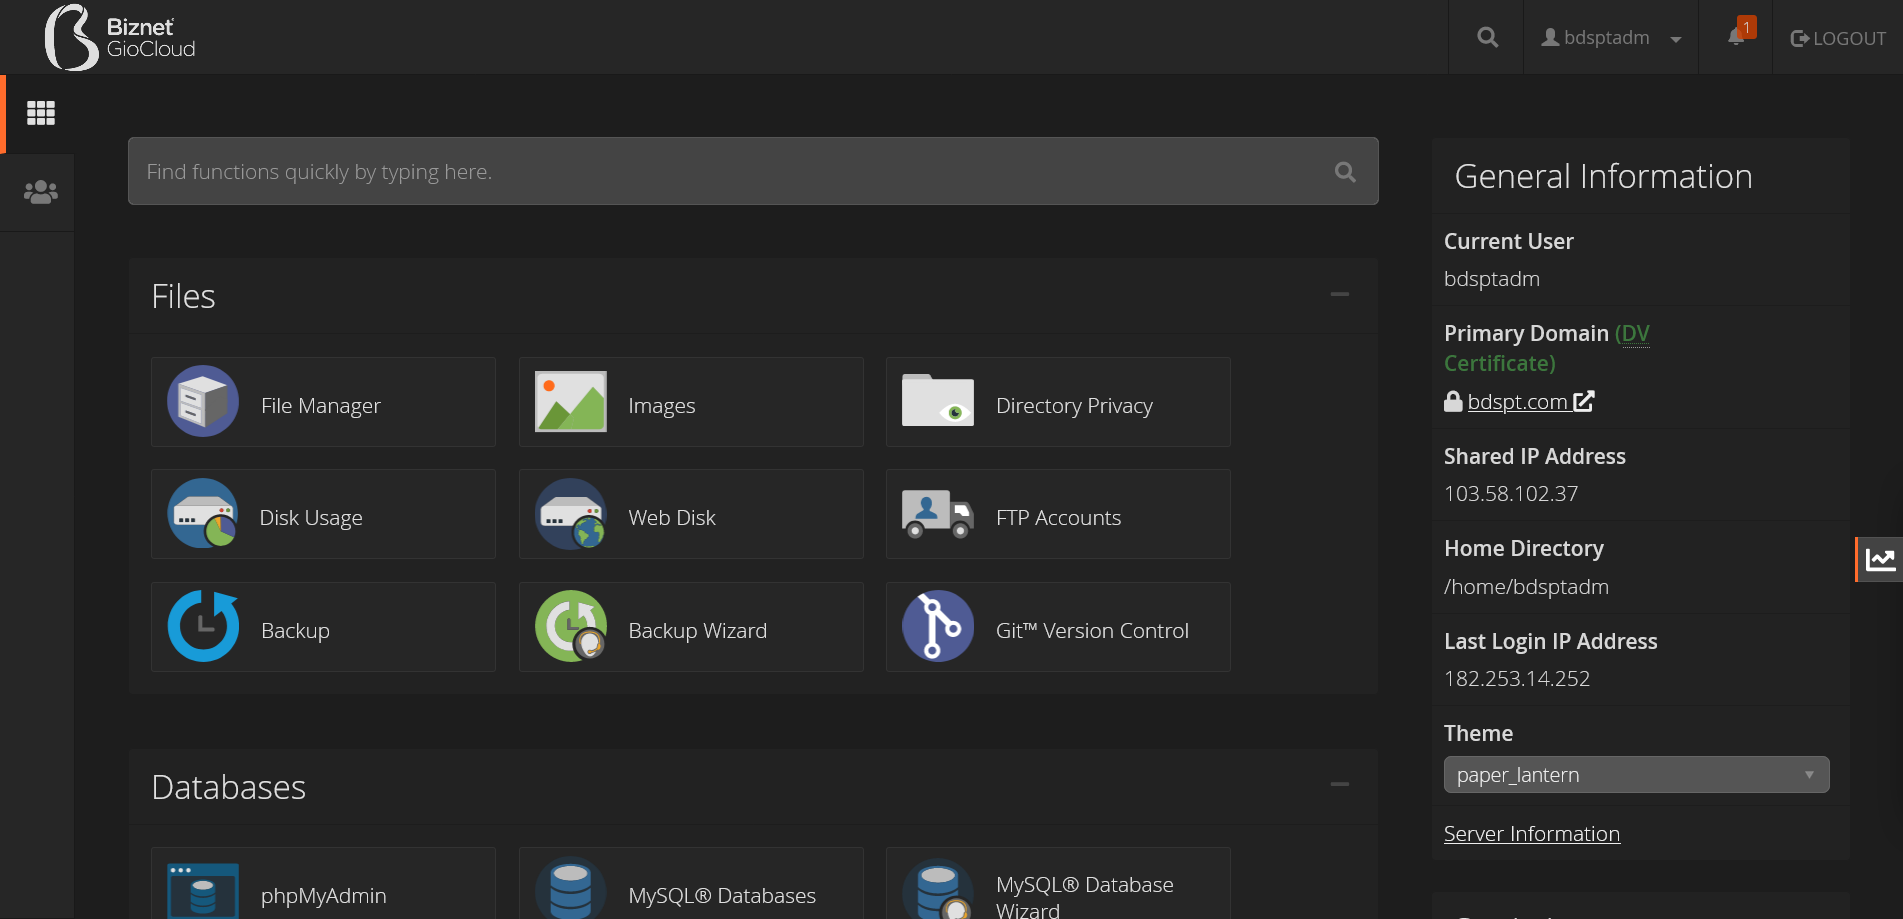 Biznet
GioCloud
bdsptadm
1
LOGOUT
Find functions quickly by typing here.
Files
File Manager
Images
Directory Privacy
Disk Usage
Web Disk
FTP Accounts
Backup
Backup Wizard
Git™ Version Control
Databases
phpMyAdmin
MySQL® Databases
MySQL® Database
Wizard
General Information
Current User
bdsptadm
Primary Domain (DV
Certificate)
bdspt.com
Shared IP Address
103.58.102.37
Home Directory
/home/bdsptadm
Last Login IP Address
182.253.14.252
Theme
paper_lantern
Server Information